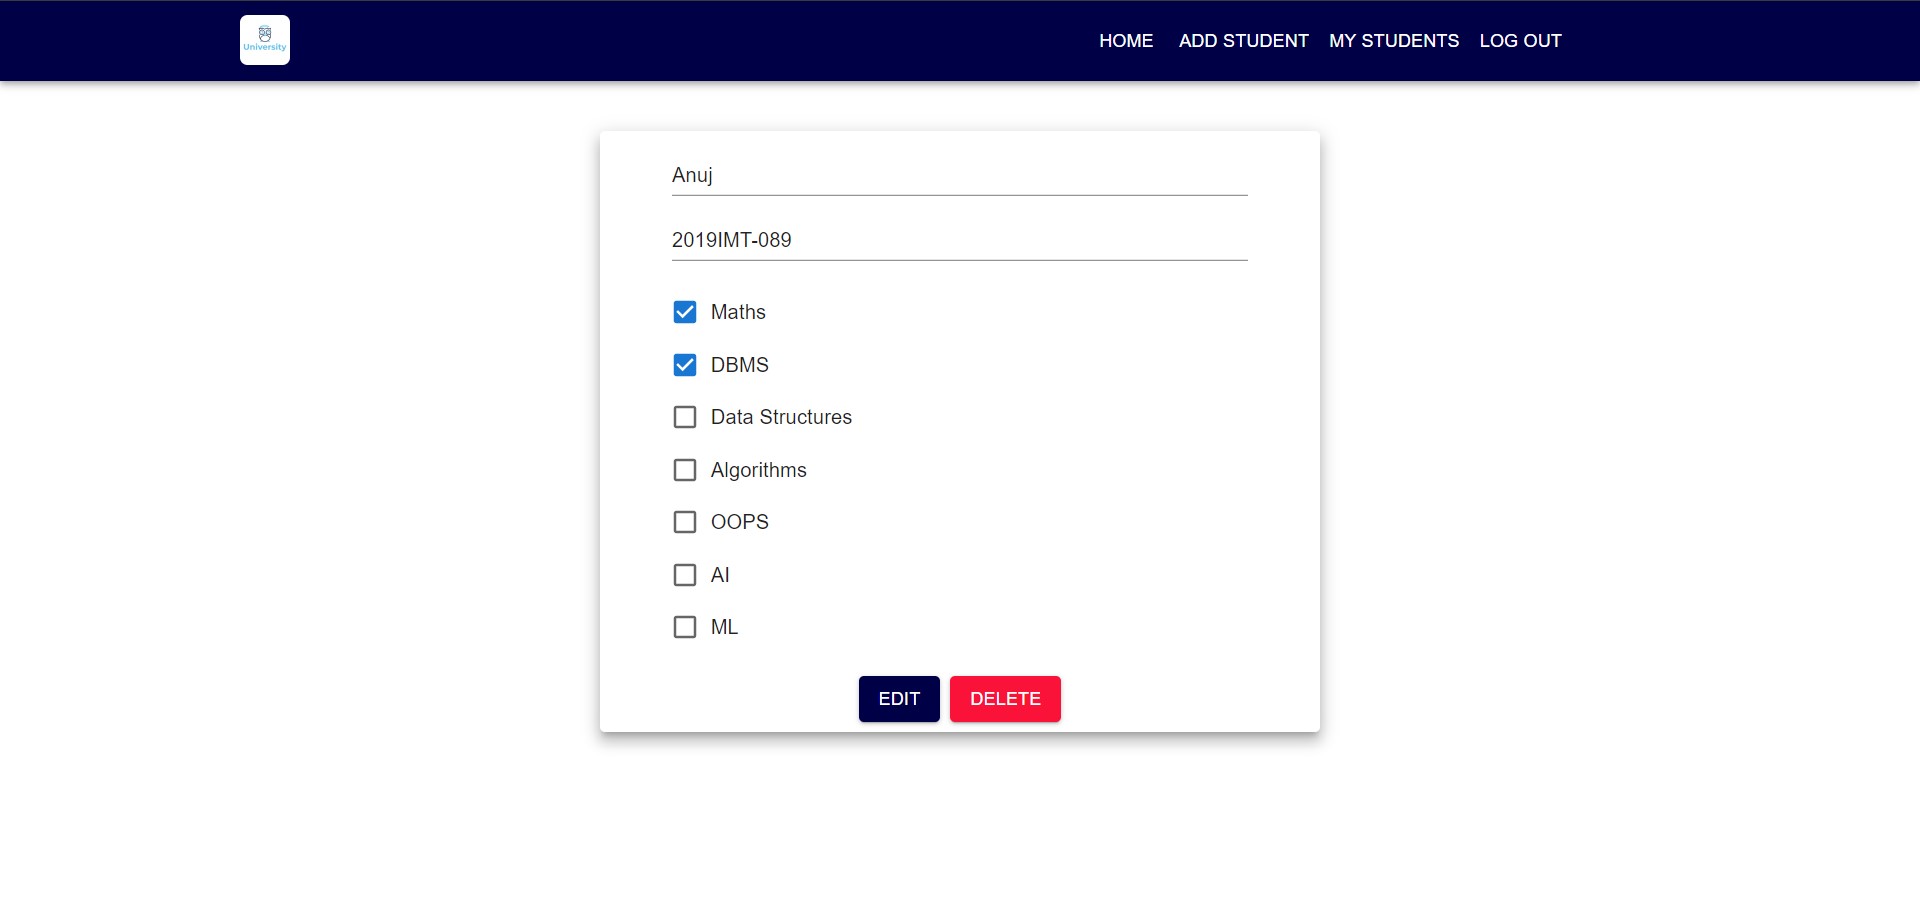 University
HOME ADD STUDENT MY STUDENTS LOG OUT
Anuj
2019IMT-089
Maths
DBMS
Data Structures
Algorithms
OOPS
AI
ML
EDIT DELETE